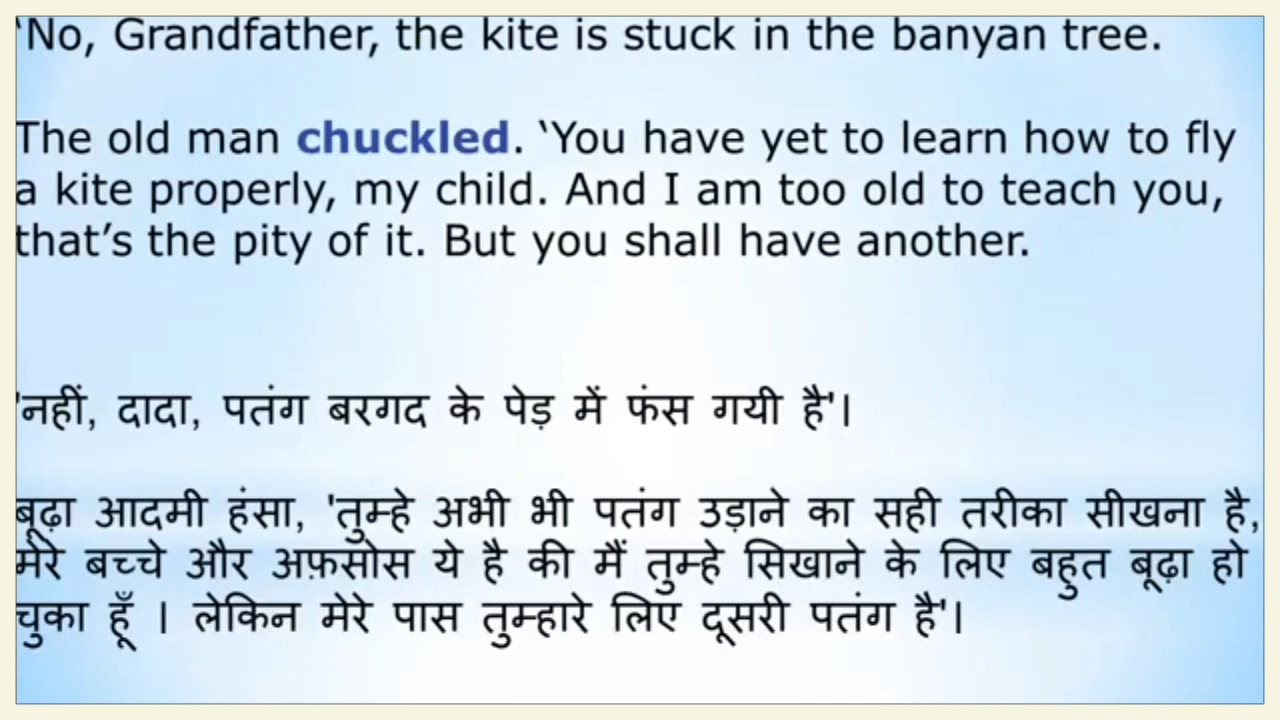 ‘No, Grandfather, the kite is stuck in the banyan tree.
The old man chuckled. ‘You have yet to learn how to fly
a kite properly, my child. And I am too old to teach you,
that’s the pity of it. But you shall have another.
'नहीं, दादा, पतंग बरगद के पेड़ में फंस गयी है'।
बूढ़ा आदमी हंसा, 'तुम्हे अभी भी पतंग उड़ाने का सही तरीका सीखना है,
मेरे बच्चे और अफ़सोस ये है की मैं तुम्हे सिखाने के लिए बहुत बूढ़ा हो
चुका हूँ । लेकिन मेरे पास तुम्हारे लिए दूसरी पतंग है'।